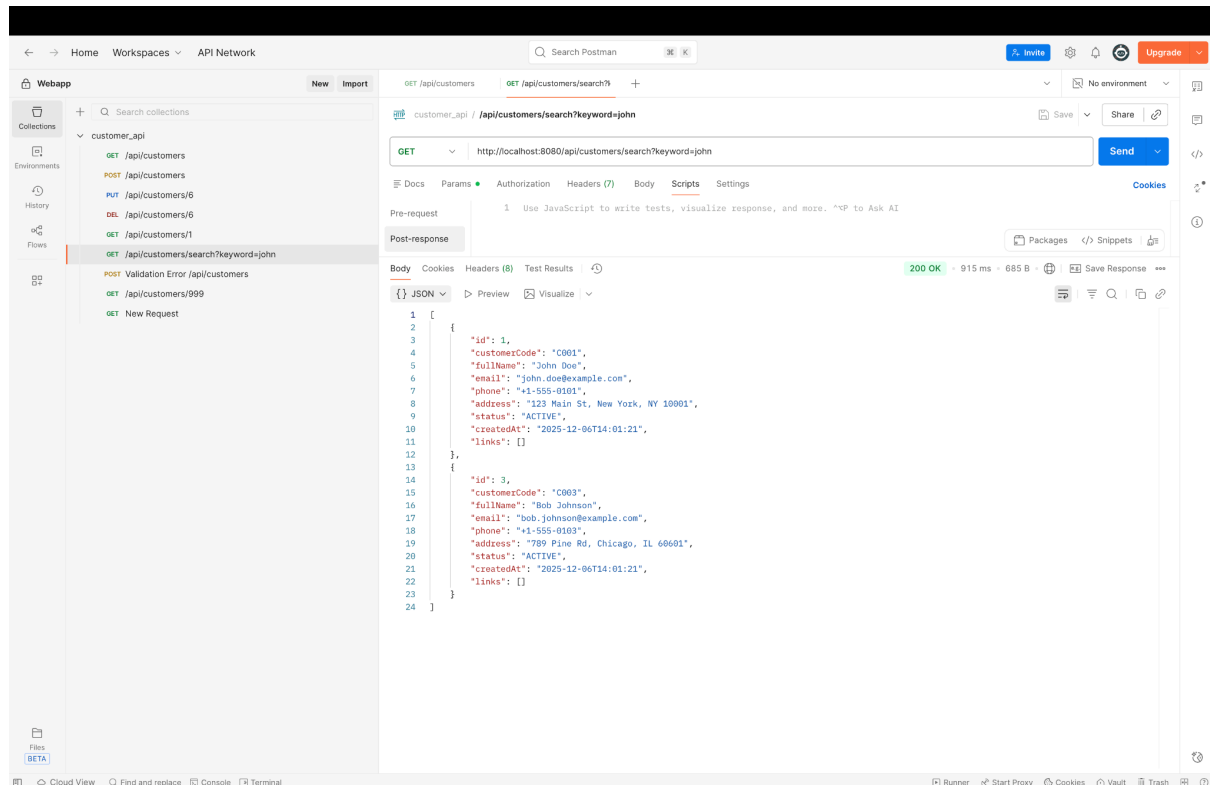 Home Workspaces API Network Search Postman ⌘ K Invite Upgrade
Webapp New Import GET /api/customers GET /api/customers/search?k + No environment
Collections
Environments
History
Flows
+ Search collections
customer_api
GET /api/customers
POST /api/customers
PUT /api/customers/6
DEL /api/customers/6
GET /api/customers/1
GET /api/customers/search?keyword=john
POST Validation Error /api/customers
GET /api/customers/999
GET New Request
HTTP customer_api / /api/customers/search?keyword=john Save Share
GET http://localhost:8080/api/customers/search?keyword=john Send
Docs Params Authorization Headers (7) Body Scripts Settings Cookies
Pre-request
Post-response
1 Use JavaScript to write tests, visualize response, and more. ^⌥P to Ask AI
Packages </> Snippets
Body Cookies Headers (8) Test Results 200 OK 915 ms 685 B Save Response
{} JSON Preview Visualize
1 [
2 {
3 "id": 1,
4 "customerCode": "C001",
5 "fullName": "John Doe",
6 "email": "john.doe@example.com",
7 "phone": "+1-555-0101",
8 "address": "123 Main St, New York, NY 10001",
9 "status": "ACTIVE",
10 "createdAt": "2025-12-06T14:01:21",
11 "links": []
12 },
13 {
14 "id": 3,
15 "customerCode": "C003",
16 "fullName": "Bob Johnson",
17 "email": "bob.johnson@example.com",
18 "phone": "+1-555-0103",
19 "address": "789 Pine Rd, Chicago, IL 60601",
20 "status": "ACTIVE",
21 "createdAt": "2025-12-06T14:01:21",
22 "links": []
23 }
24 ]
Files
BETA
Cloud View Find and replace Console Terminal Runner Start Proxy Cookies Vault Trash